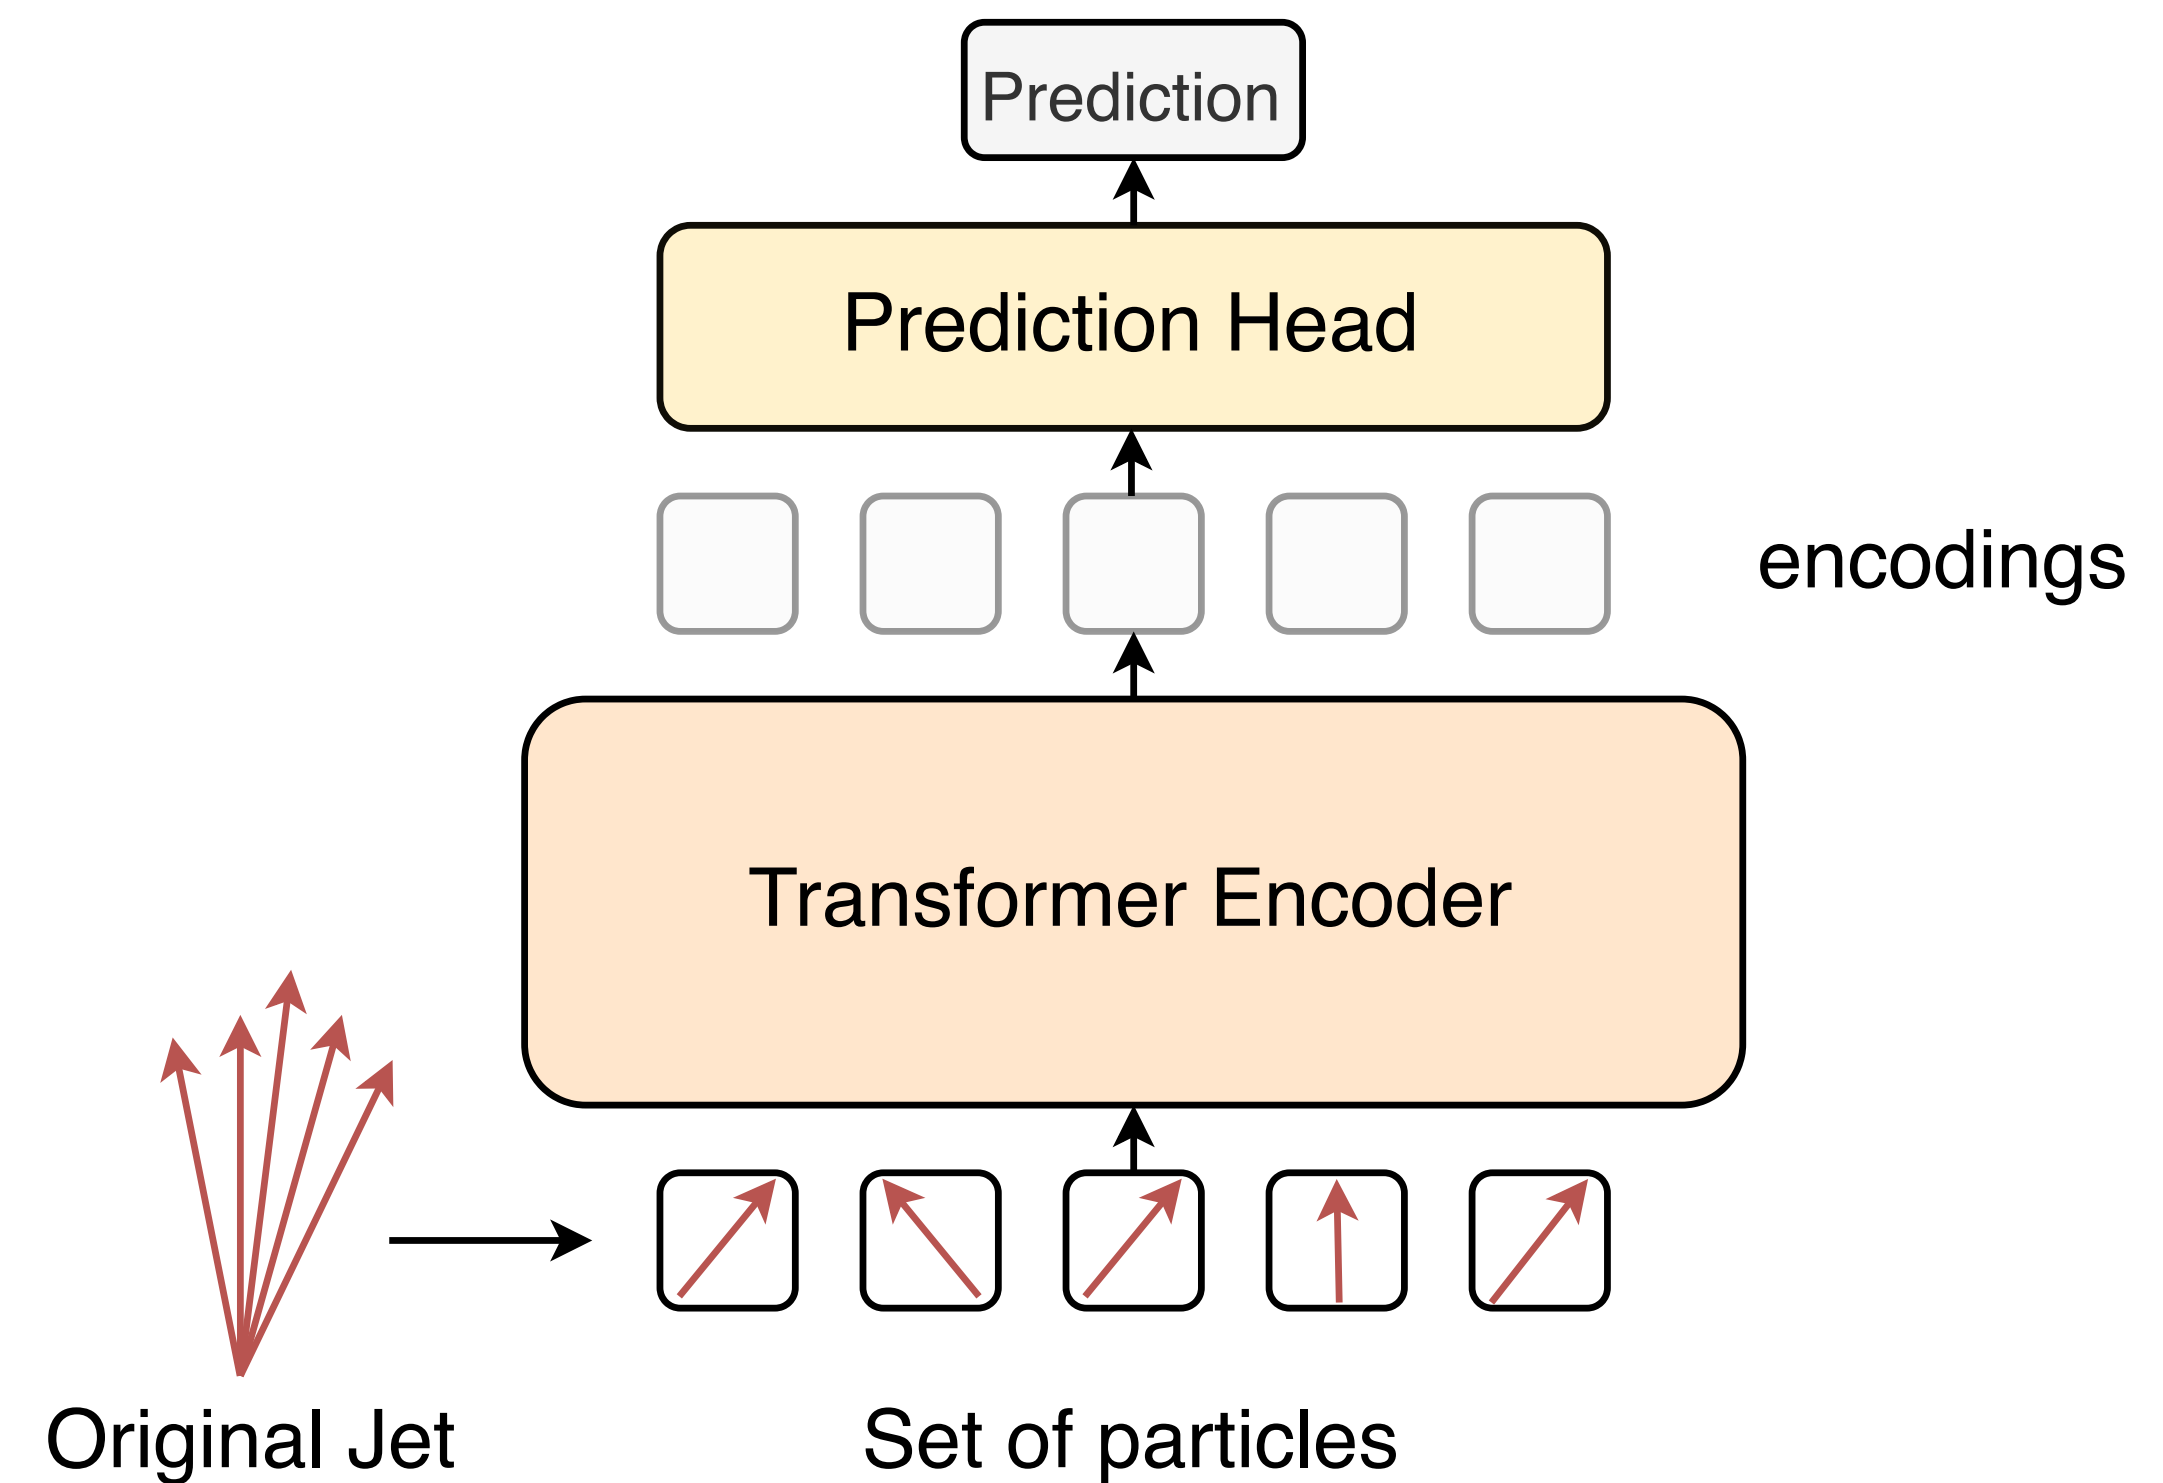 Prediction
Prediction Head
encodings
Transformer Encoder
Original Jet
Set of particles